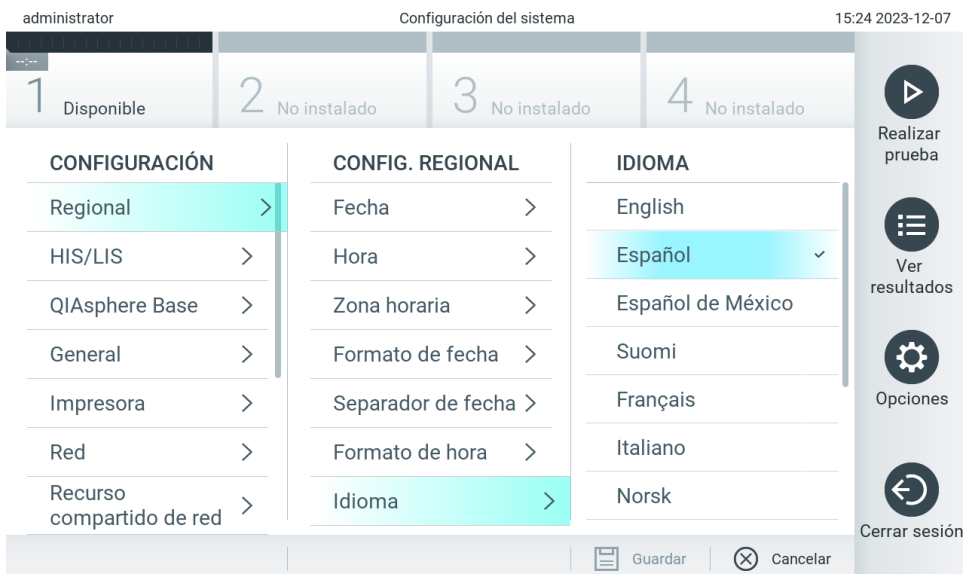 administrator
Configuración del sistema
15:24 2023-12-07
--:--
1 Disponible
2 No instalado
3 No instalado
4 No instalado
CONFIGURACIÓN
Regional
HIS/LIS
QIAsphere Base
General
Impresora
Red
Recurso
compartido de red
CONFIG. REGIONAL
Fecha
Hora
Zona horaria
Formato de fecha
Separador de fecha
Formato de hora
Idioma
IDIOMA
English
Español
Español de México
Suomi
Français
Italiano
Norsk
Guardar
Cancelar
Realizar
prueba
Ver
resultados
Opciones
Cerrar sesión